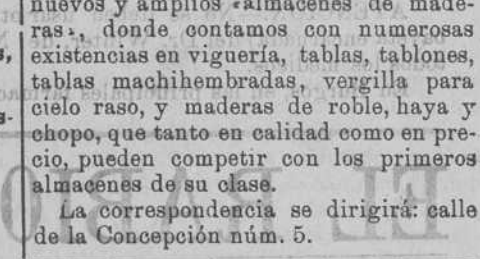 nuevos y amplios «almacenes de made-
ras», donde contamos con numerosas
existencias en viguería, tablas, tablones,
tablas machihembradas, vergilla para
cielo raso, y maderas de roble, haya y
chopo, que tanto en calidad como en pre-
cio, pueden competir con los primeros
almacenes de su clase.
La correspondencia se dirigirá: calle
de la Concepción núm. 5.